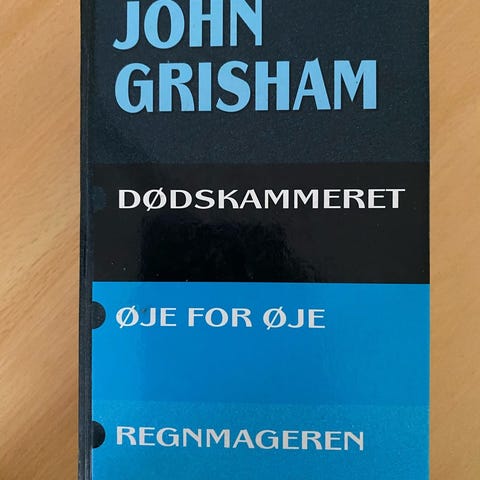 JOHN
GRISHAM
DØDSKAMMERET
ØJE FOR ØJE
REGNMAGEREN